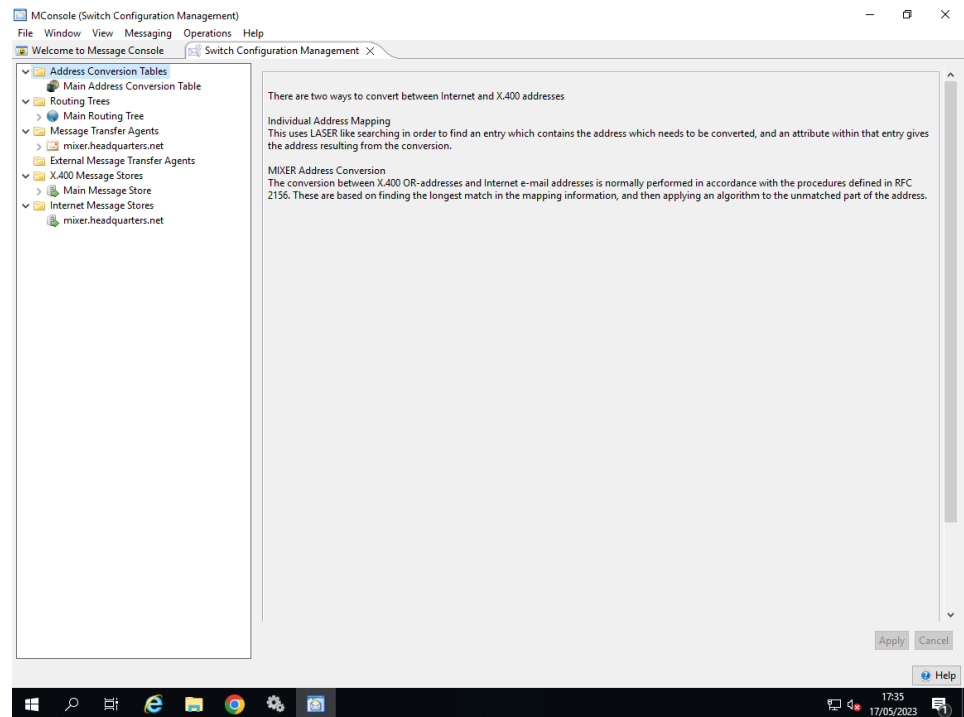 MConsole (Switch Configuration Management)
File Window View Messaging Operations Help
Welcome to Message Console
Switch Configuration Management
Address Conversion Tables
Main Address Conversion Table
Routing Trees
Main Routing Tree
Message Transfer Agents
mixer.headquarters.net
External Message Transfer Agents
X.400 Message Stores
Main Message Store
Internet Message Stores
mixer.headquarters.net
There are two ways to convert between Internet and X.400 addresses
Individual Address Mapping
This uses LASER like searching in order to find an entry which contains the address which needs to be converted, and an attribute within that entry gives
the address resulting from the conversion.
MIXER Address Conversion
The conversion between X.400 OR-addresses and Internet e-mail addresses is normally performed in accordance with the procedures defined in RFC
2156. These are based on finding the longest match in the mapping information, and then applying an algorithm to the unmatched part of the address.
Apply Cancel
Help
17:35
17/05/2023
1